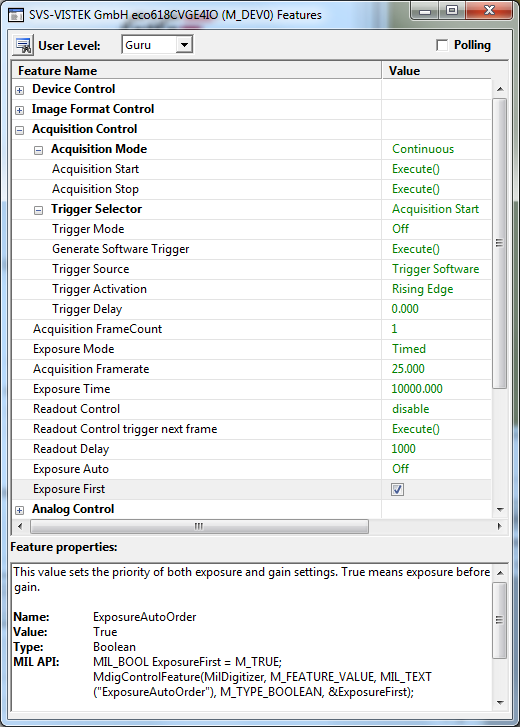 SVS-VISTEK GmbH eco618CVGE4IO (M_DEV0) Features
User Level: Guru Polling
Feature Name Value
Device Control
Image Format Control
Acquisition Control
Acquisition Mode Continuous
Acquisition Start Execute()
Acquisition Stop Execute()
Trigger Selector Acquisition Start
Trigger Mode Off
Generate Software Trigger Execute()
Trigger Source Trigger Software
Trigger Activation Rising Edge
Trigger Delay 0.000
Acquisition FrameCount 1
Exposure Mode Timed
Acquisition Framerate 25.000
Exposure Time 10000.000
Readout Control disable
Readout Control trigger next frame Execute()
Readout Delay 1000
Exposure Auto Off
Exposure First
Analog Control
Feature properties:
This value sets the priority of both exposure and gain settings. True means exposure before
gain.
Name: ExposureAutoOrder
Value: True
Type: Boolean
MIL API: MIL_BOOL ExposureFirst = M_TRUE;
MdigControlFeature(MilDigitizer, M_FEATURE_VALUE, MIL_TEXT
("ExposureAutoOrder"), M_TYPE_BOOLEAN, &ExposureFirst);